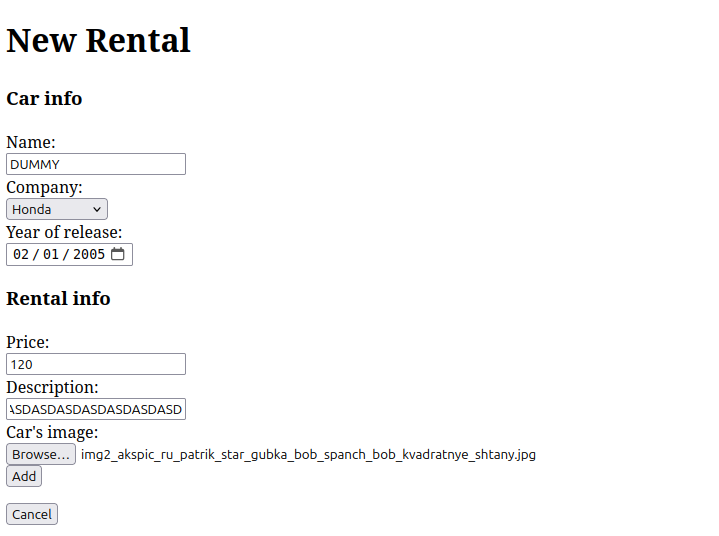 New Rental
Car info
Name:
DUMMY
Company:
Honda
Year of release:
02/01/2005
Rental info
Price:
120
Description:
ASDASDASDASDASDASDASD
Car's image:
Browse... img2_akspic_ru_patrik_star_gubka_bob_spanch_bob_kvadratnye_shtany.jpg
Add
Cancel